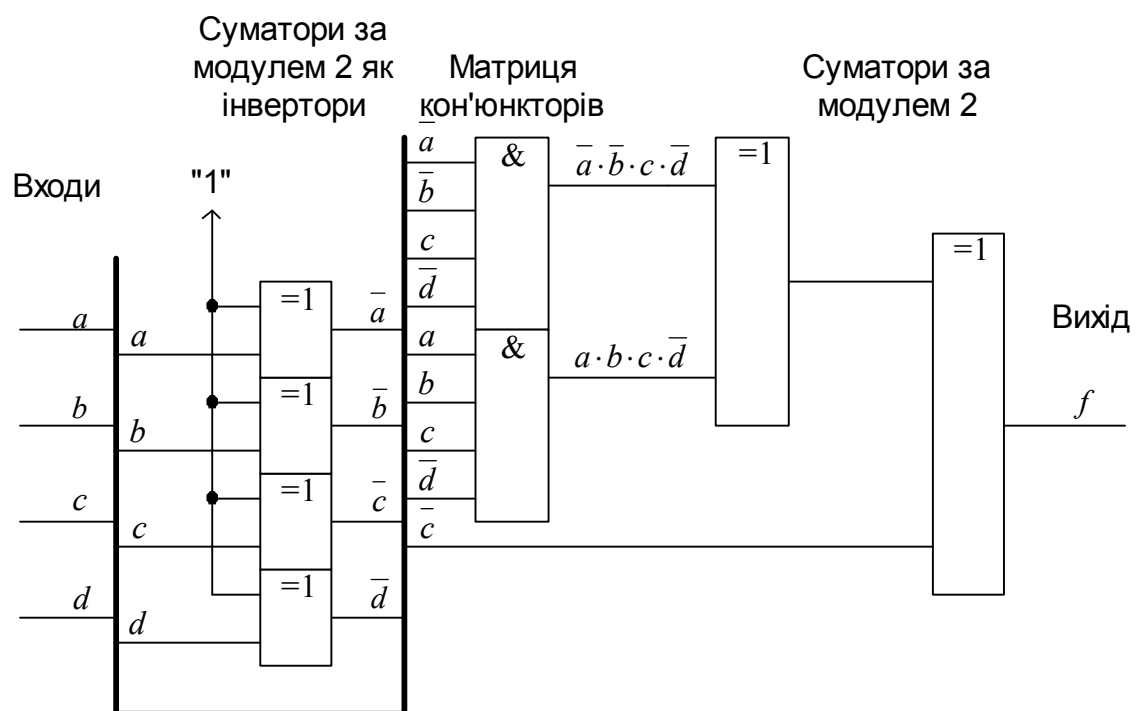 Суматори за
модулем 2 як
інвертори
Матриця
кон'юнкторів
Суматори за
модулем 2
Входи
"1"
Вихід
a
b
c
d
a
b
c
d
=1
=1
=1
=1
a̅
b̅
c̅
d̅
a̅
b̅
c
d̅
a
b
c
d̅
c̅
&
&
a̅·b̅·c·d̅
a·b·c·d̅
=1
=1
f